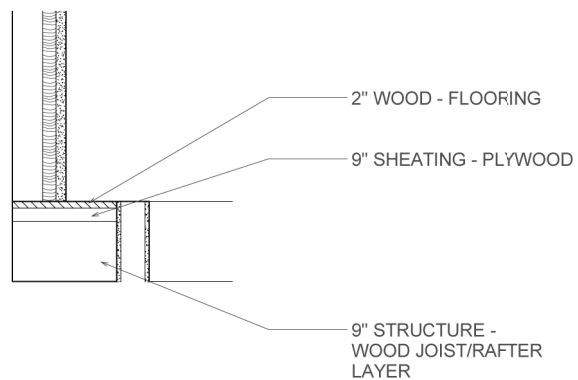 2" WOOD - FLOORING
9" SHEATING - PLYWOOD
9" STRUCTURE -
WOOD JOIST/RAFTER
LAYER